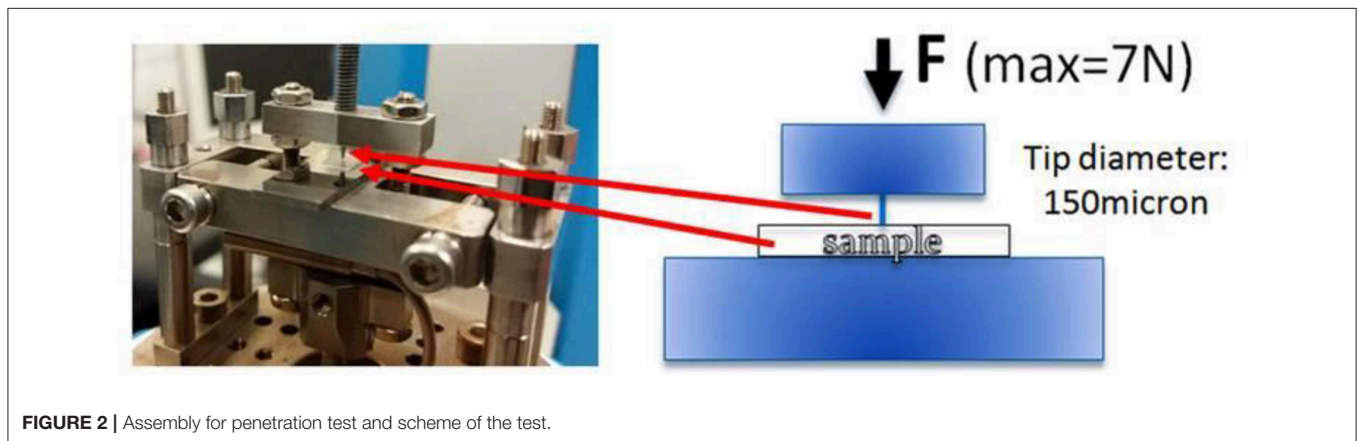 F (max=7N)
Tip diameter:
150micron
sample
FIGURE 2 | Assembly for penetration test and scheme of the test.